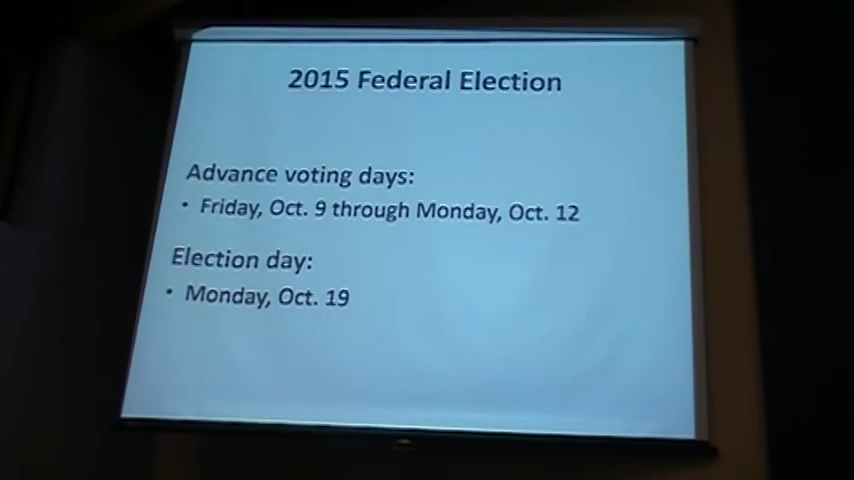 2015 Federal Election
Advance voting days:
• Friday, Oct. 9 through Monday, Oct. 12
Election day:
• Monday, Oct. 19